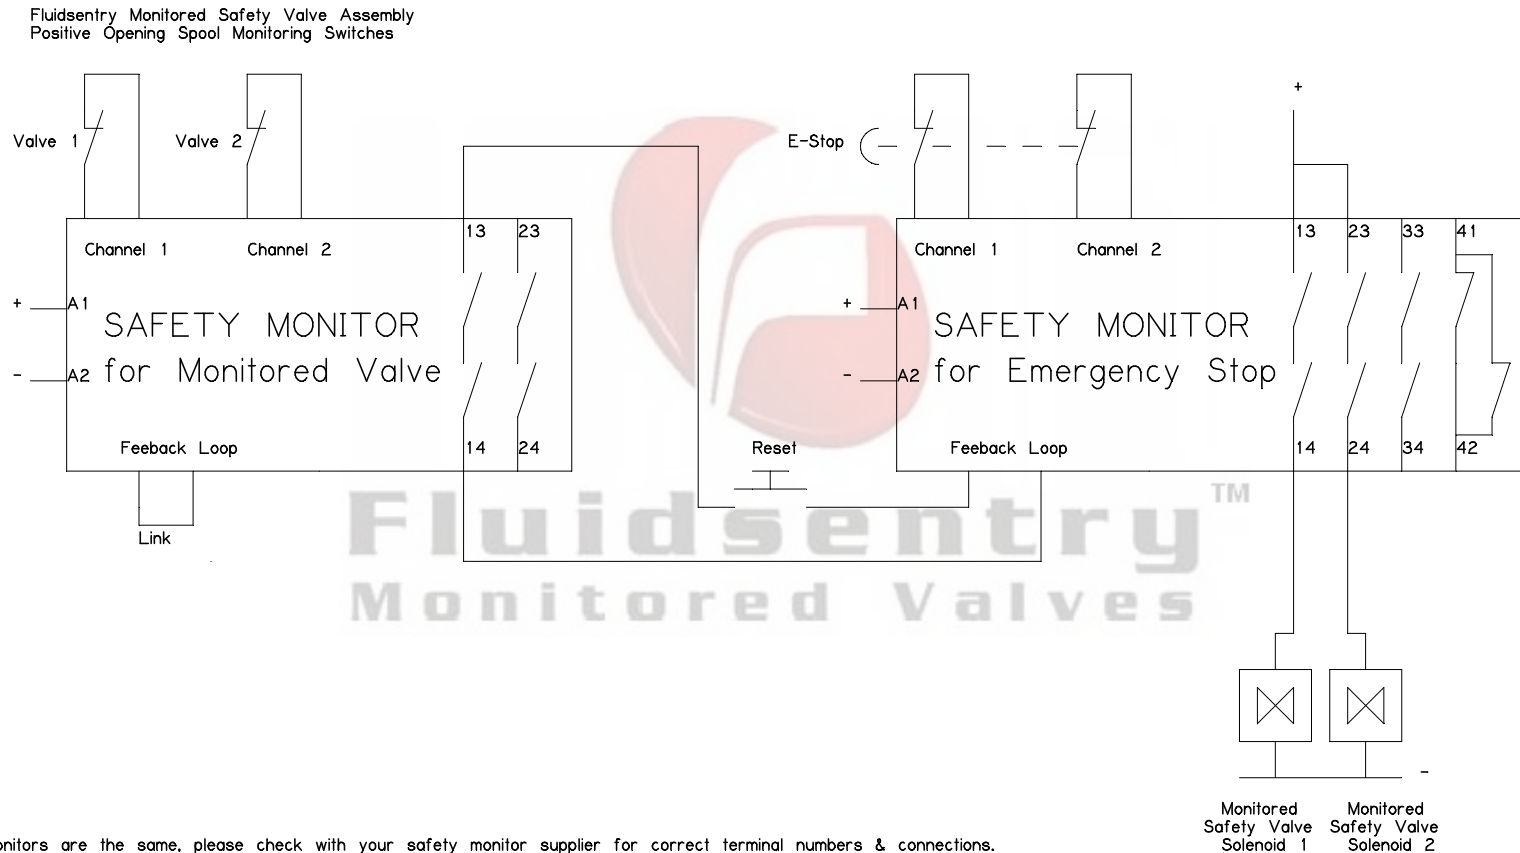 Fluidsentry Monitored Safety Valve Assembly
Positive Opening Spool Monitoring Switches
+
Valve 1
Valve 2
E-Stop
13 23
13 23 33 41
Channel 1 Channel 2
Channel 1 Channel 2
+ A1
+ A1
SAFETY MONITOR
for Monitored Valve
SAFETY MONITOR
for Emergency Stop
- A2
- A2
Feeback Loop
14 24
Reset
Feeback Loop
14 24 34 42
Link
Fluidsentry™
Monitored Valves
-
Monitored
Safety Valve
Solenoid 1
Monitored
Safety Valve
Solenoid 2
are the same, please check with your safety monitor supplier for correct terminal numbers & connections.